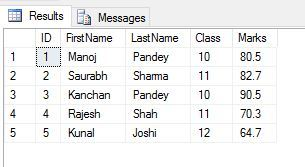 Results Messages
ID FirstName LastName Class Marks
1 1 Manoj Pandey 10 80.5
2 2 Saurabh Sharma 11 82.7
3 3 Kanchan Pandey 10 90.5
4 4 Rajesh Shah 11 70.3
5 5 Kunal Joshi 12 64.7